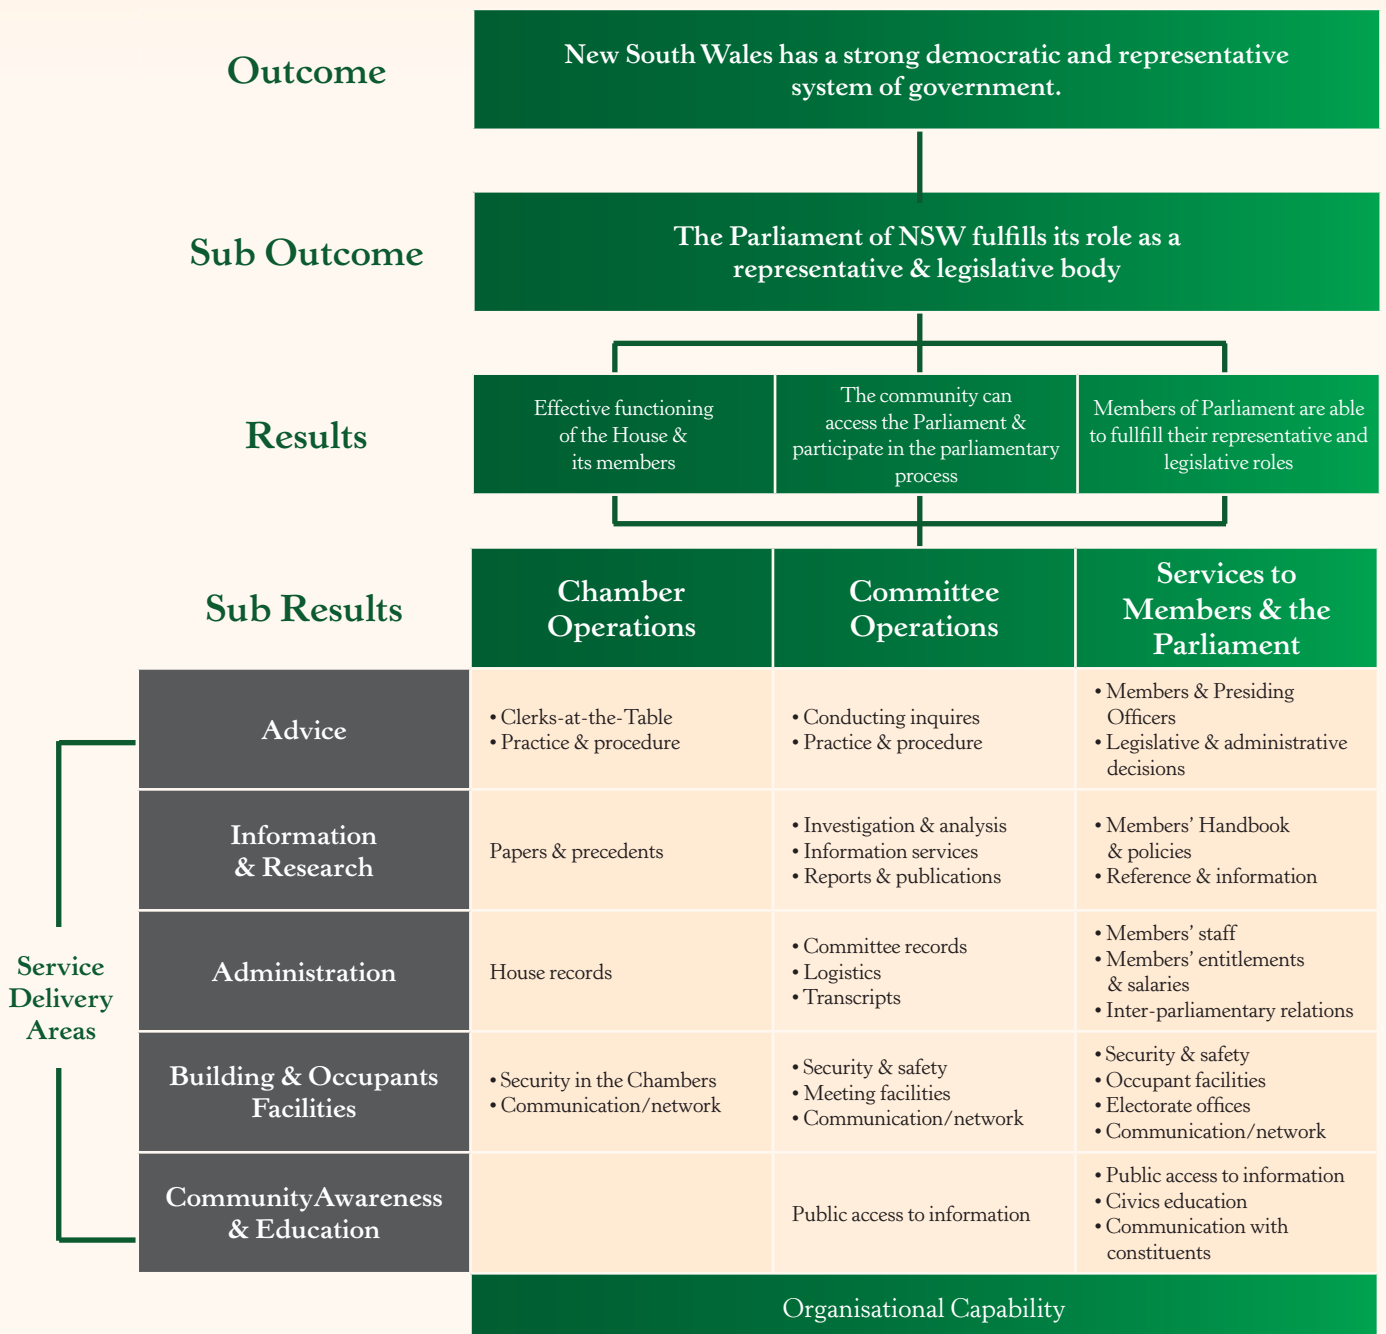 Outcome
New South Wales has a strong democratic and representative
system of government.
Sub Outcome
The Parliament of NSW fulfills its role as a
representative & legislative body
Results
Effective functioning
of the House &
its members
The community can
access the Parliament &
participate in the parliamentary
process
Members of Parliament are able
to fullfill their representative and
legislative roles
Sub Results
Chamber
Operations
Committee
Operations
Services to
Members & the
Parliament
Service
Delivery
Areas
Advice
• Clerks-at-the-Table
• Practice & procedure
• Conducting inquires
• Practice & procedure
• Members & Presiding
Officers
• Legislative & administrative
decisions
Information
& Research
Papers & precedents
• Investigation & analysis
• Information services
• Reports & publications
• Members' Handbook
& policies
• Reference & information
Administration
House records
• Committee records
• Logistics
• Transcripts
• Members' staff
• Members' entitlements
& salaries
• Inter-parliamentary relations
Building & Occupants
Facilities
• Security in the Chambers
• Communication/network
• Security & safety
• Meeting facilities
• Communication/network
• Security & safety
• Occupant facilities
• Electorate offices
• Communication/network
Community Awareness
& Education
Public access to information
• Public access to information
• Civics education
• Communication with
constituents
Organisational Capability